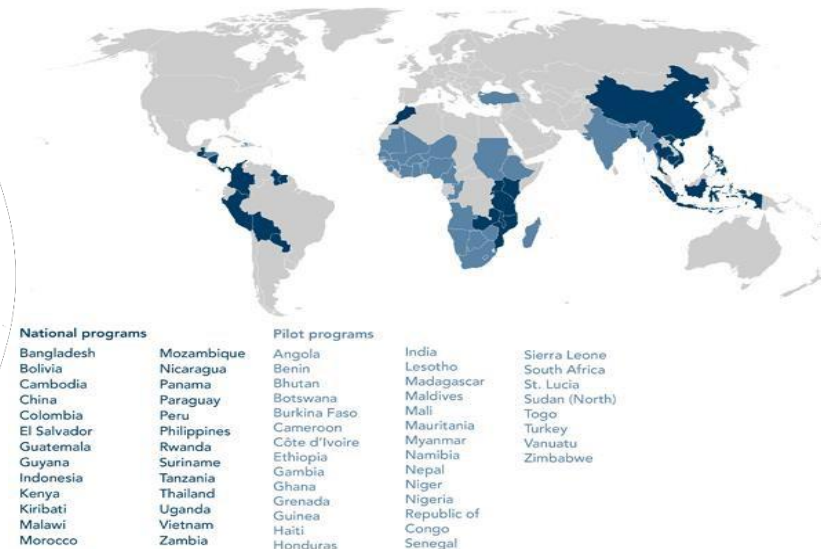 National programs
Bangladesh
Bolivia
Cambodia
China
Colombia
El Salvador
Guatemala
Guyana
Indonesia
Kenya
Kiribati
Malawi
Morocco
Mozambique
Nicaragua
Panama
Paraguay
Peru
Philippines
Rwanda
Suriname
Tanzania
Thailand
Uganda
Vietnam
Zambia
Pilot programs
Angola
Benin
Bhutan
Botswana
Burkina Faso
Cameroon
Côte d'Ivoire
Ethiopia
Gambia
Ghana
Grenada
Guinea
Haiti
Honduras
India
Lesotho
Madagascar
Maldives
Mali
Mauritania
Myanmar
Namibia
Nepal
Niger
Nigeria
Republic of
Congo
Senegal
Sierra Leone
South Africa
St. Lucia
Sudan (North)
Togo
Turkey
Vanuatu
Zimbabwe